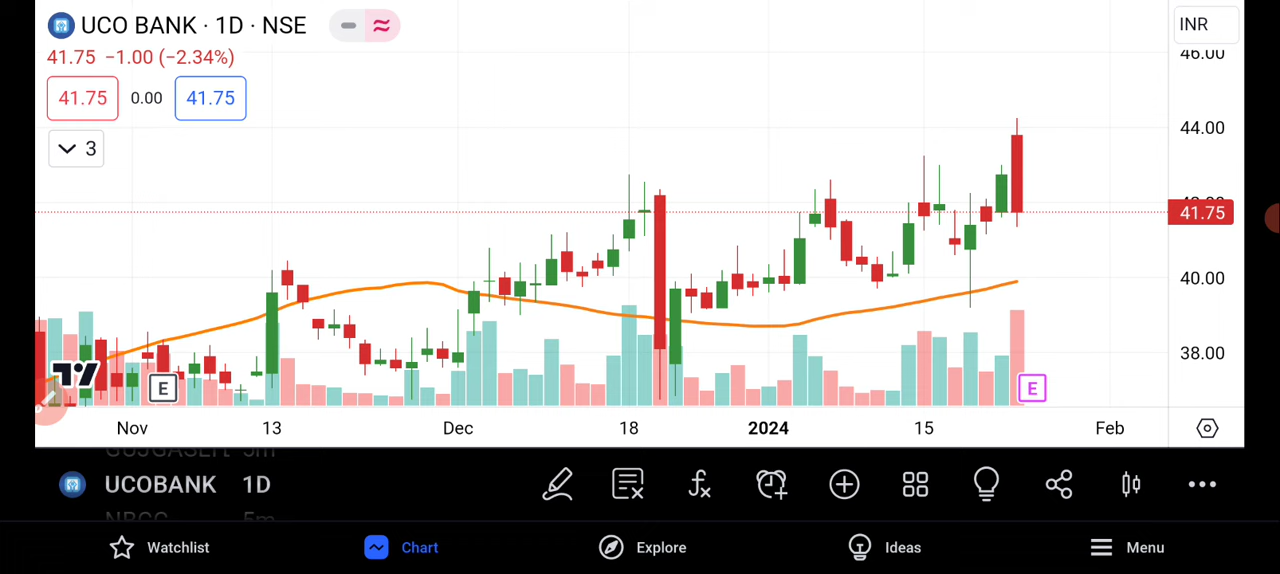 UCO BANK · 1D · NSE
INR
41.75 −1.00 (−2.34%)
46.00
41.75 0.00 41.75
44.00
3
41.75
40.00
38.00
E E
Nov 13 Dec 18 2024 15 Feb
UCOBANK 1D
5m
Watchlist Chart Explore Ideas Menu